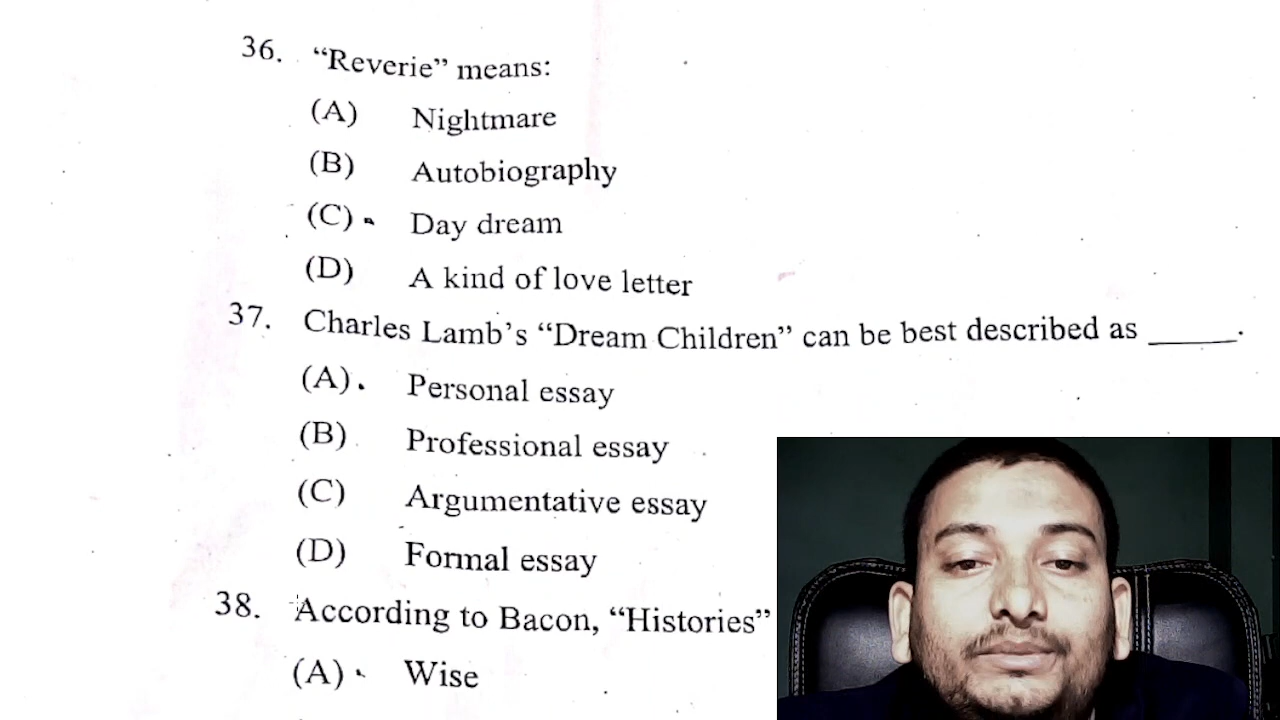 36. “Reverie” means:
(A) Nightmare
(B) Autobiography
(C) Day dream
(D) A kind of love letter
37. Charles Lamb’s “Dream Children” can be best described as _____.
(A) Personal essay
(B) Professional essay
(C) Argumentative essay
(D) Formal essay
38. According to Bacon, “Histories”
(A) Wise